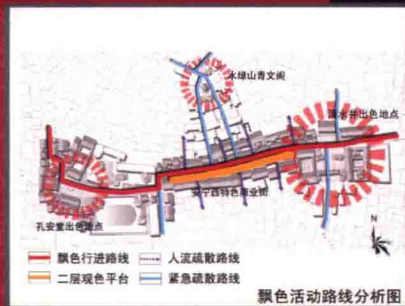 水绿山青文阁
顶水井出色地点
安宁西特色商业街
孔安堂出色地点
N
飘色行进路线
人流疏散路线
二层观色平台
紧急疏散路线
飘色活动路线分析图